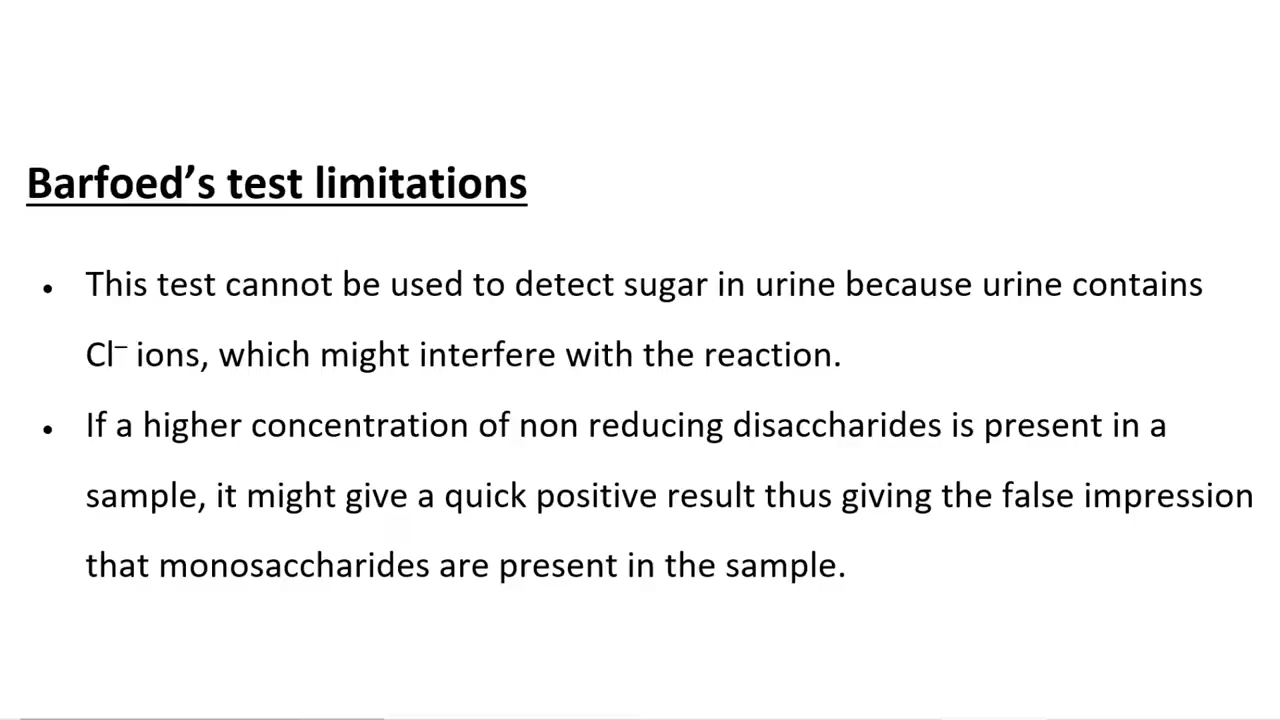 Barfoed’s test limitations
• This test cannot be used to detect sugar in urine because urine contains
Cl⁻ ions, which might interfere with the reaction.
• If a higher concentration of non reducing disaccharides is present in a
sample, it might give a quick positive result thus giving the false impression
that monosaccharides are present in the sample.